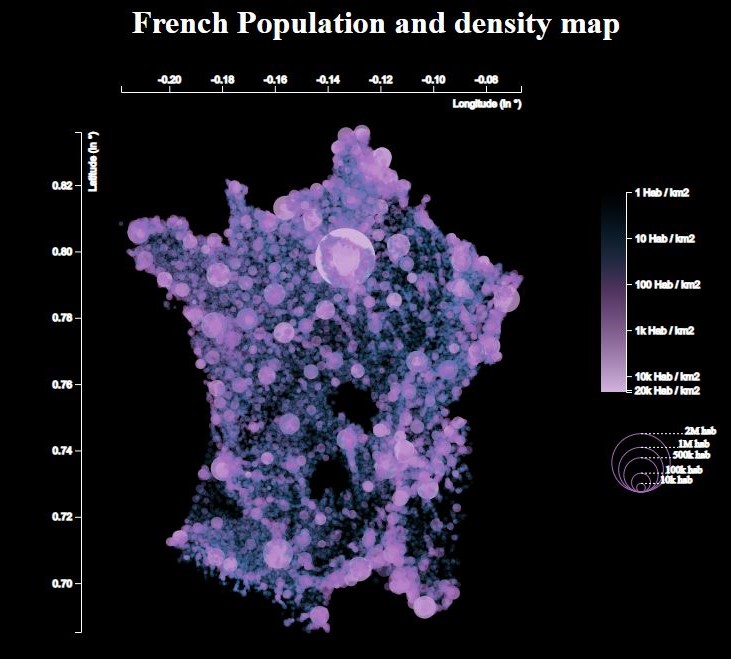 French Population and density map
-0.20 -0.18 -0.16 -0.14 -0.12 -0.10 -0.08
Longitude (in °)
Latitude (in °)
0.82
0.80
0.78
0.76
0.74
0.72
0.70
1 Hab / km2
10 Hab / km2
100 Hab / km2
1k Hab / km2
10k Hab / km2
20k Hab / km2
2M hab
1M hab
500k hab
100k hab
10k hab